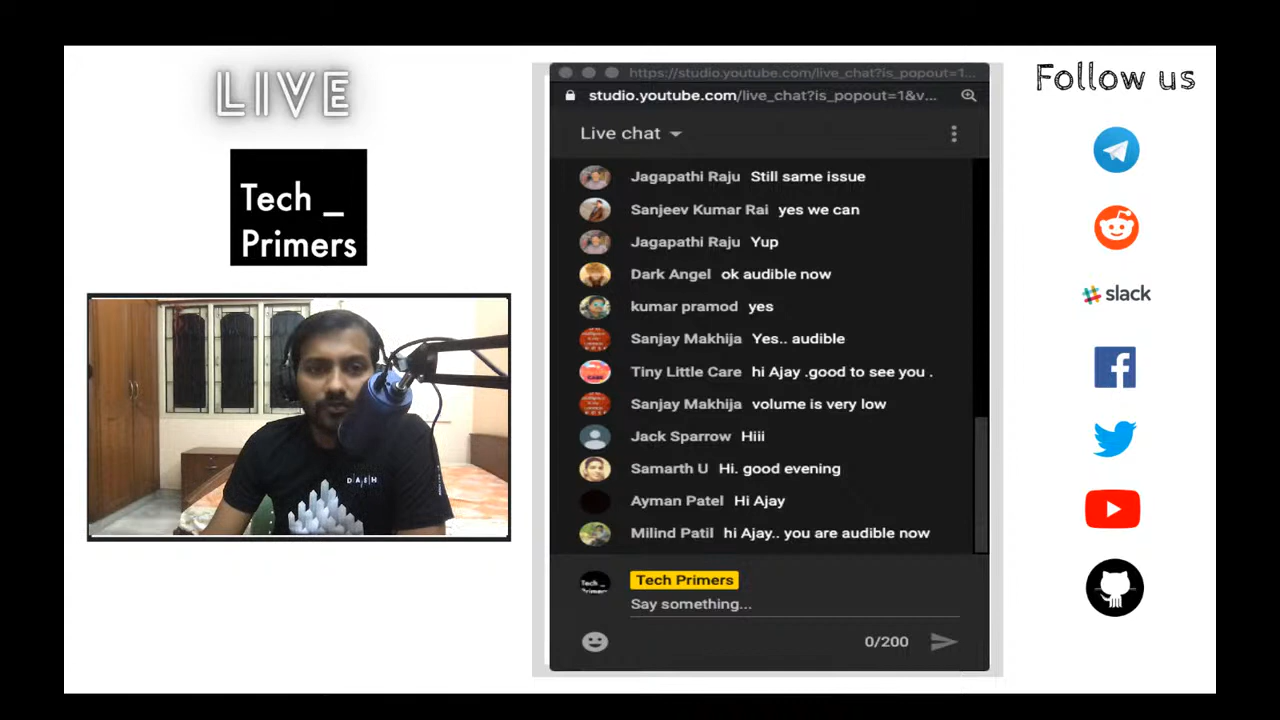 LIVE
Tech _
Primers
DASH
https://studio.youtube.com/live_chat?is_popout=1...
studio.youtube.com/live_chat?is_popout=1&v...
Live chat
Jagapathi Raju Still same issue
Sanjeev Kumar Rai yes we can
Jagapathi Raju Yup
Dark Angel ok audible now
kumar pramod yes
Sanjay Makhija Yes.. audible
Tiny Little Care hi Ajay .good to see you .
Sanjay Makhija volume is very low
Jack Sparrow Hiii
Samarth U Hi. good evening
Ayman Patel Hi Ajay
Milind Patil hi Ajay.. you are audible now
Tech _
Primers
Tech Primers
Say something...
0/200
Follow us
slack